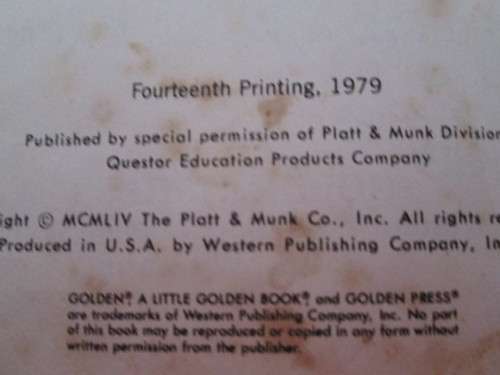 Fourteenth Printing, 1979
Published by special permission of Platt & Munk Division
Questor Education Products Company
ight © MCMLIV The Platt & Munk Co., Inc. All rights re
Produced in U.S.A. by Western Publishing Company, In
GOLDEN®, A LITTLE GOLDEN BOOK®, and GOLDEN PRESS®
are trademarks of Western Publishing Company, Inc. No part
of this book may be reproduced or copied in any form without
written permission from the publisher.